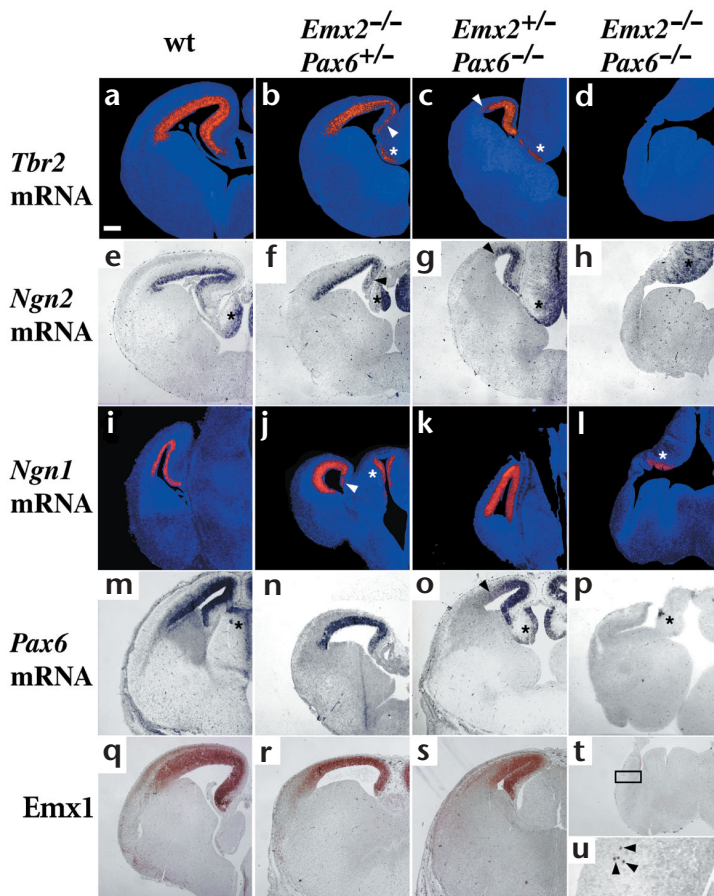 wt
Emx2−/−
Pax6+/−
Emx2+/−
Pax6−/−
Emx2−/−
Pax6−/−
Tbr2
mRNA
a
b
c
d
*
*
Ngn2
mRNA
e
f
g
h
*
*
*
*
Ngn1
mRNA
i
j
k
l
*
*
Pax6
mRNA
m
n
o
p
*
*
*
Emx1
q
r
s
t
u